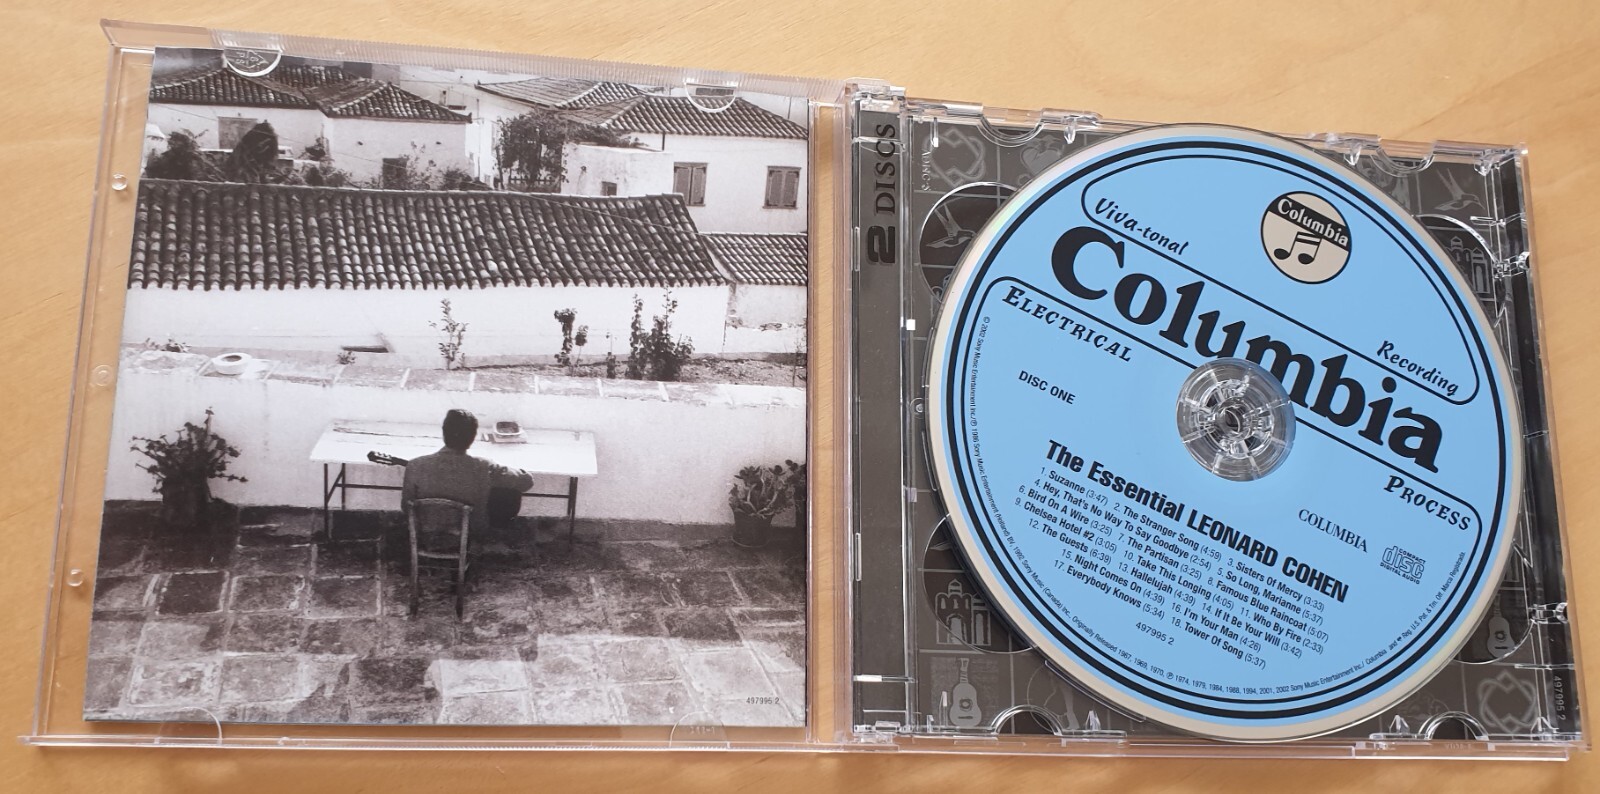 497995 2
2 DISCS
Viva-tonal
Recording
Columbia
Columbia
ELECTRICAL
PROCESS
DISC ONE
COLUMBIA
COMPACT
disc
DIGITAL AUDIO
The Essential LEONARD COHEN
1. Suzanne (3:47) 2. The Stranger Song (4:59) 3. Sisters Of Mercy (3:33)
4. Hey, That's No Way To Say Goodbye (2:54) 5. So Long, Marianne (5:37)
6. Bird On A Wire (3:25) 7. The Partisan (3:25) 8. Famous Blue Raincoat (5:07)
9. Chelsea Hotel #2 (3:05) 10. Take This Longing (4:05) 11. Who By Fire (2:33)
12. The Guests (6:39) 13. Hallelujah (4:39) 14. If It Be Your Will (3:42)
15. Night Comes On (4:39) 16. I'm Your Man (4:26)
17. Everybody Knows (5:34) 18. Tower Of Song (5:37)
497995 2
497995 2